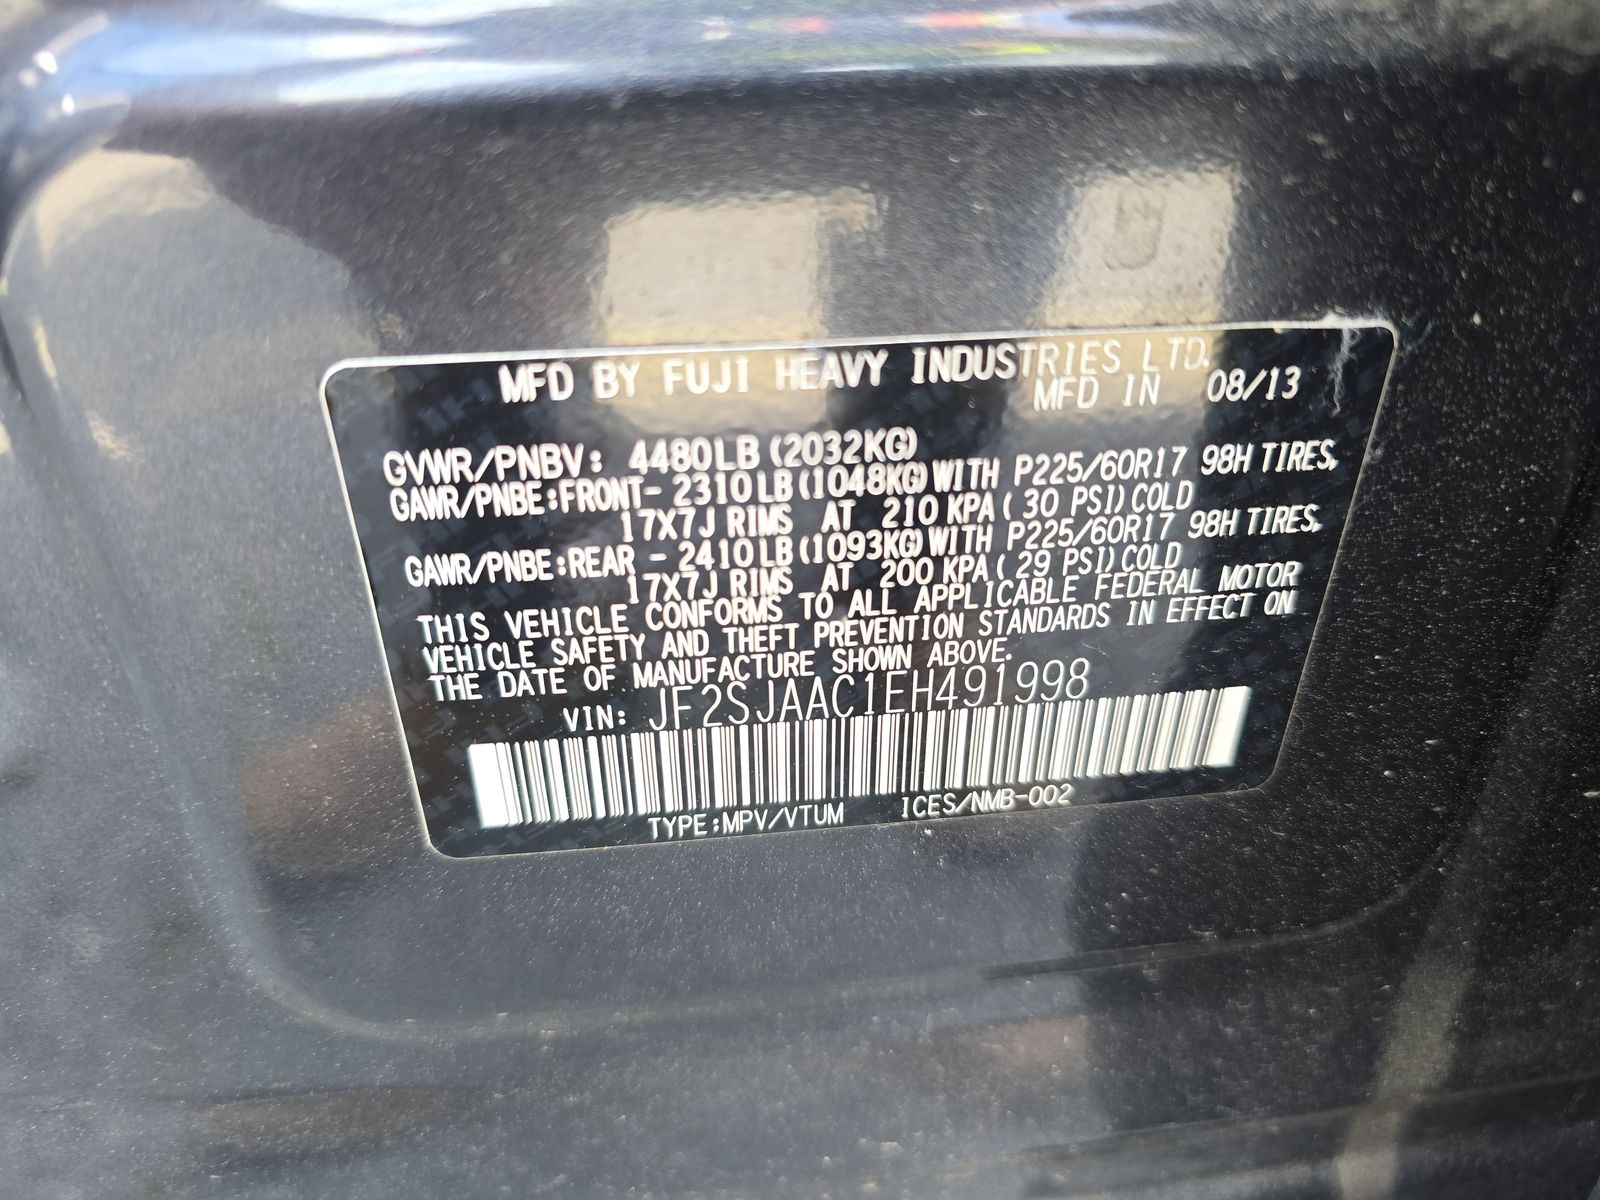 MFD BY FUJI HEAVY INDUSTRIES LTD.
MFD IN 08/13
GVWR/PNBV: 4480LB(2032KG)
GAWR/PNBE:FRONT- 2310LB(1048KG)WITH P225/60R17 98H TIRES,
17X7J RIMS AT 210 KPA( 30 PSI)COLD
GAWR/PNBE:REAR - 2410LB(1093KG)WITH P225/60R17 98H TIRES,
17X7J RIMS AT 200 KPA( 29 PSI)COLD
THIS VEHICLE CONFORMS TO ALL APPLICABLE FEDERAL MOTOR
VEHICLE SAFETY AND THEFT PREVENTION STANDARDS IN EFFECT ON
THE DATE OF MANUFACTURE SHOWN ABOVE.
VIN: JF2SJAAC1EH491998
TYPE:MPV/VTUM ICES/NMB-002